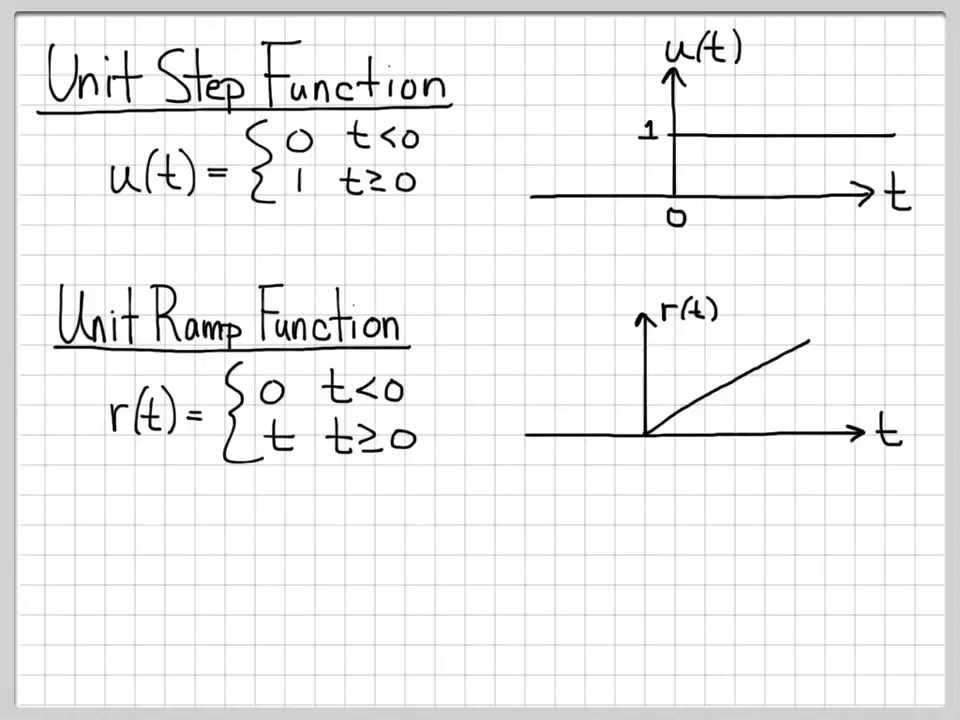 Unit Step Function
u(t) = { 0 t < 0
1 t ≥ 0
u(t)
1
t
0
Unit Ramp Function
r(t) = { 0 t < 0
t t ≥ 0
r(t)
t